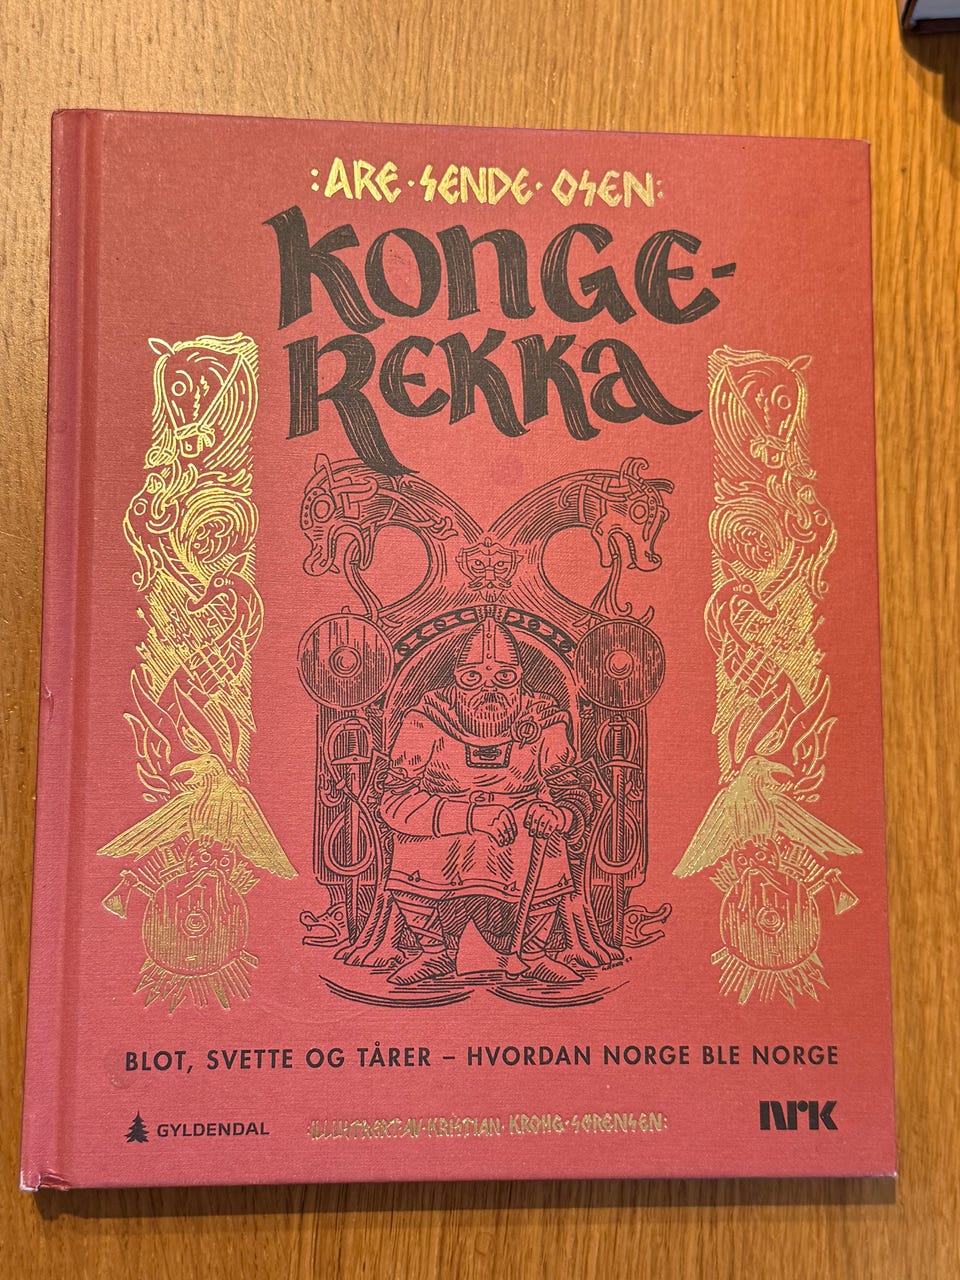 :ARE·SENDE·OSEN:
KONGE-
REKKA
BLOT, SVETTE OG TÅRER – HVORDAN NORGE BLE NORGE
GYLDENDAL
:ILLUSTRERT·AV·KRISTIAN·KROHG-SØRENSEN:
NRK